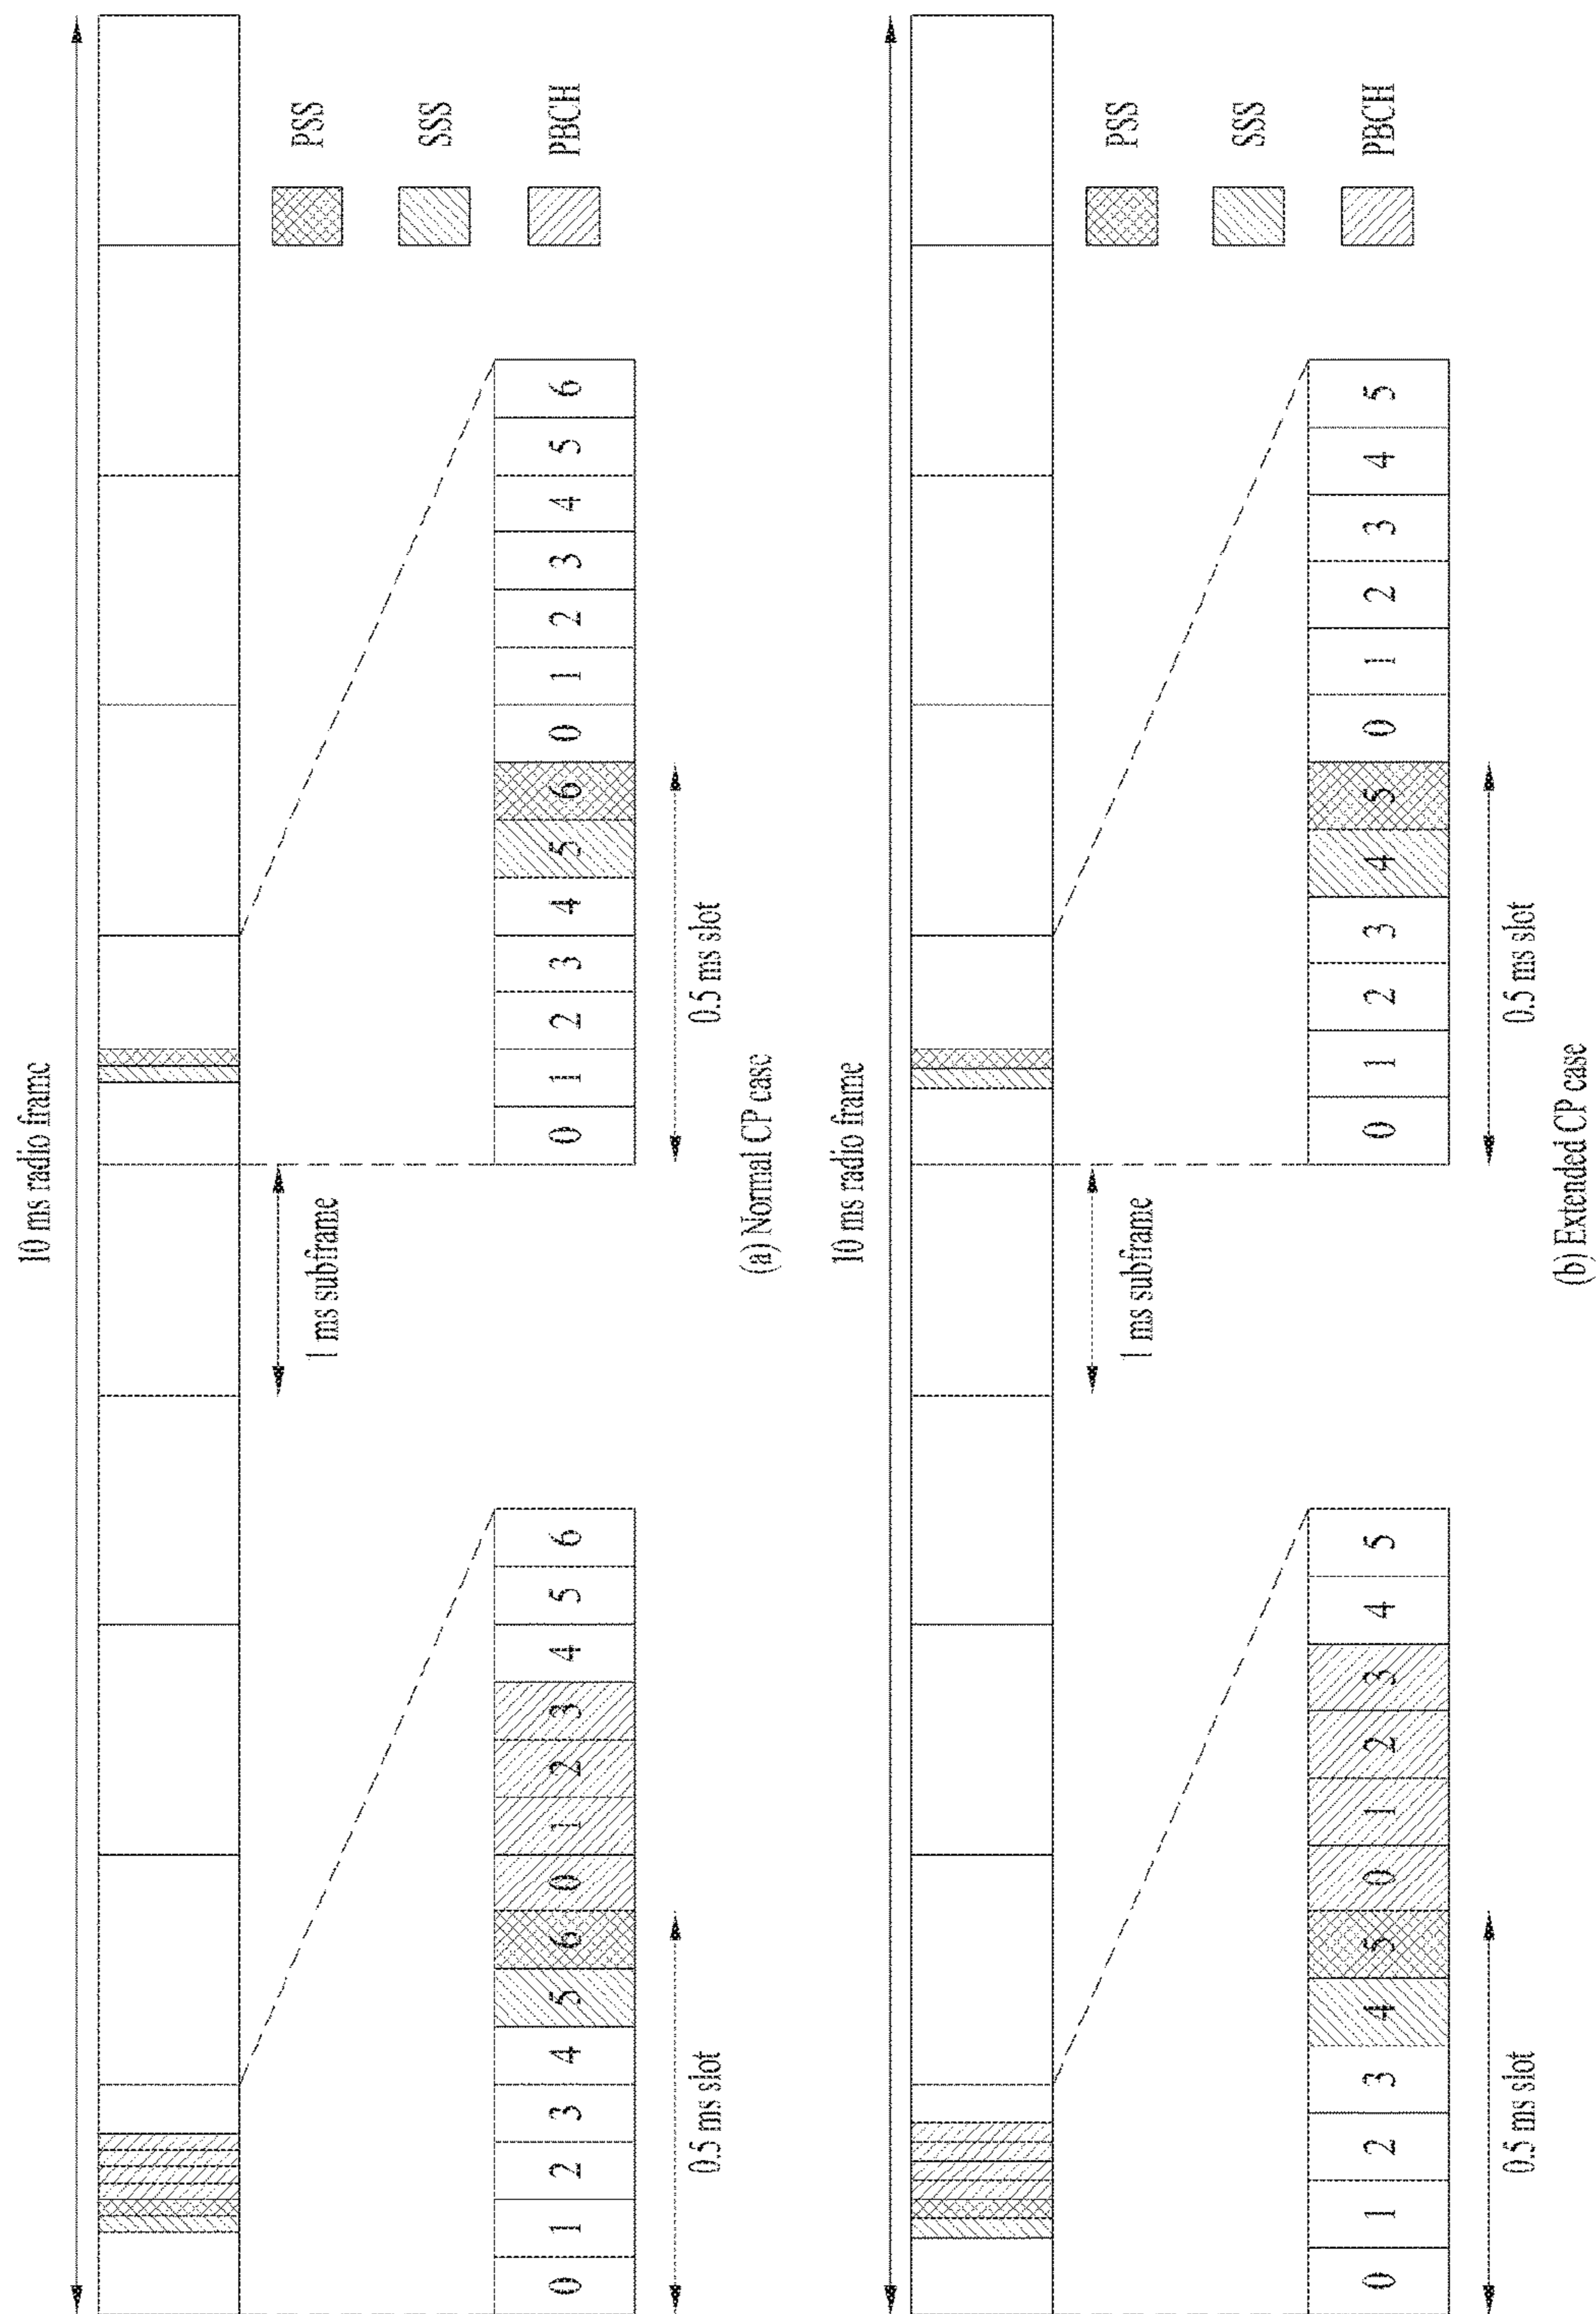 10 ms radio frame
1 ms subframe
PSS
SSS
PBCH
0 1 2 3 4 5 6 0 1 2 3 4 5 6
0 1 2 3 4 5 6 0 1 2 3 4 5 6
0.5 ms slot
0.5 ms slot
(a) Normal CP case
10 ms radio frame
1 ms subframe
PSS
SSS
PBCH
0 1 2 3 4 5 0 1 2 3 4 5
0 1 2 3 4 5 0 1 2 3 4 5
0.5 ms slot
0.5 ms slot
(b) Extended CP case